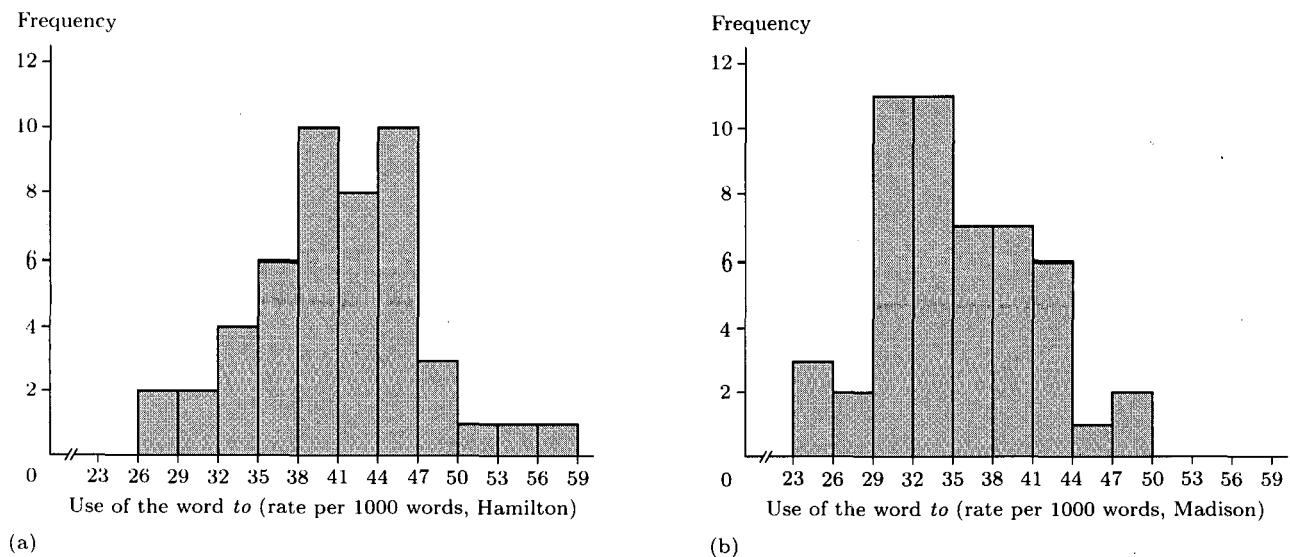 Frequency
12
10
8
6
4
2
0
23 26 29 32 35 38 41 44 47 50 53 56 59
Use of the word to (rate per 1000 words, Hamilton)
(a)
Frequency
12
10
8
6
4
2
0
23 26 29 32 35 38 41 44 47 50 53 56 59
Use of the word to (rate per 1000 words, Madison)
(b)